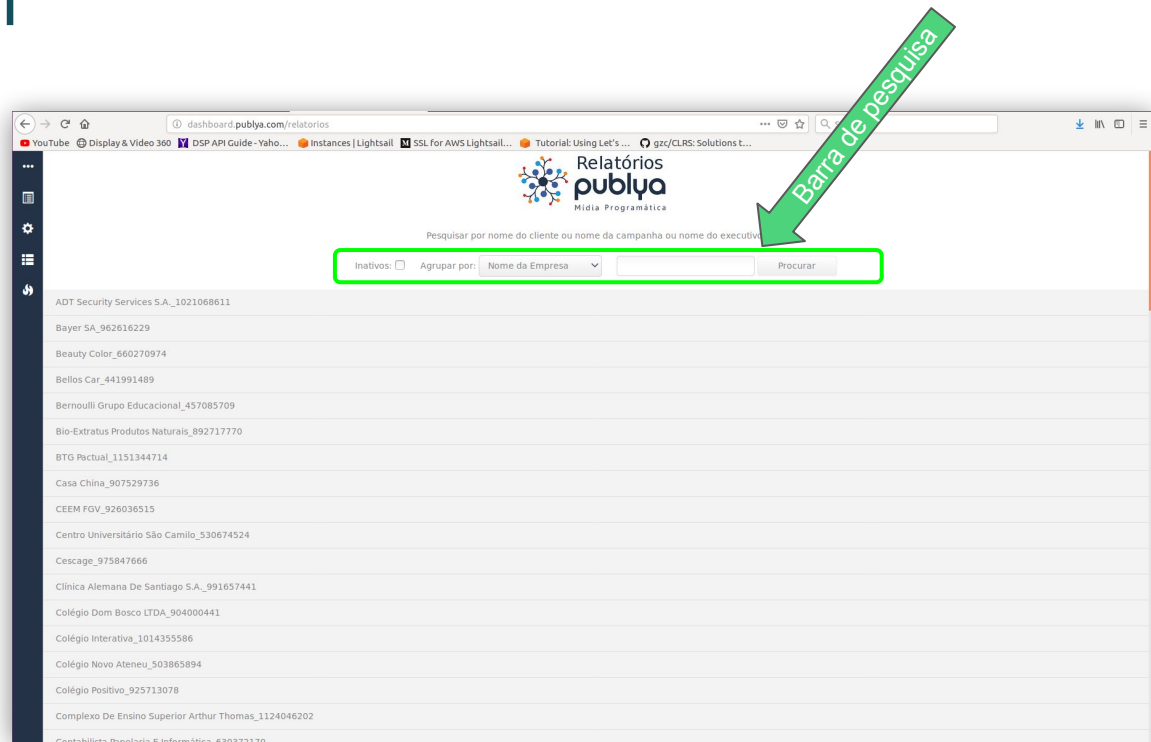 Barra de pesquisa
dashboard.publya.com/relatorios
YouTube Display & Video 360 DSP API Guide - Yaho... Instances | Lightsail SSL for AWS Lightsail... Tutorial: Using Let's ... gzc/CLRS: Solutions t...
Relatórios
publya
Mídia Programática
Pesquisar por nome do cliente ou nome da campanha ou nome do executivo
Inativos: Agrupar por: Nome da Empresa Procurar
ADT Security Services S.A._1021068611
Bayer SA_962616229
Beauty Color_660270974
Bellos Car_441991489
Bernoulli Grupo Educacional_457085709
Bio-Extratus Produtos Naturais_892717770
BTG Pactual_1151344714
Casa China_907529736
CEEM FGV_926036515
Centro Universitário São Camilo_530674524
Cescage_975847666
Clínica Alemana De Santiago S.A._991657441
Colégio Dom Bosco LTDA_904000441
Colégio Interativa_1014355586
Colégio Novo Ateneu_503865894
Colégio Positivo_925713078
Complexo De Ensino Superior Arthur Thomas_1124046202
Contabilista Papelaria E Informática_630372170